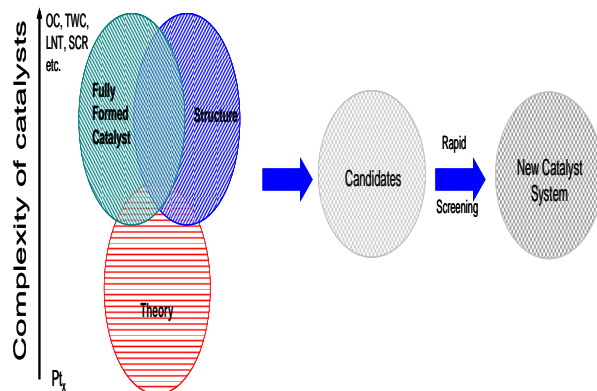 OC, TWC,
LNT, SCR
etc.
Complexity of catalysts
Fully
Formed
Catalyst
Structure
Theory
Ptx
Candidates
Rapid
Screening
New Catalyst
System